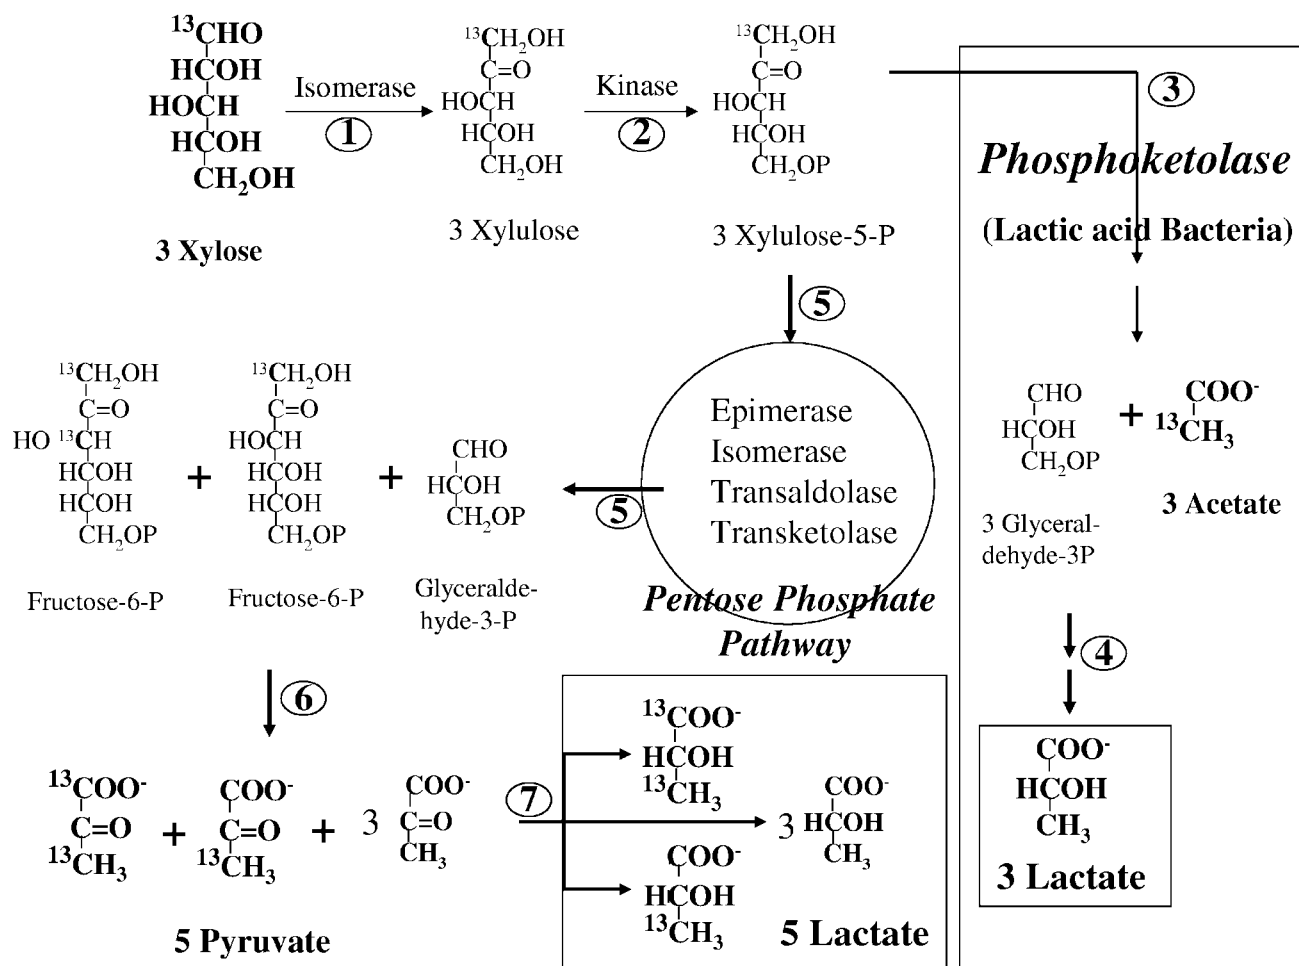 ¹³CHO
HCOH
HOCH
HCOH
CH₂OH
3 Xylose
Isomerase
1
¹³CH₂OH
C=O
HOCH
HCOH
CH₂OH
3 Xylulose
Kinase
2
¹³CH₂OH
C=O
HOCH
HCOH
CH₂OP
3 Xylulose-5-P
3
Phosphoketolase
(Lactic acid Bacteria)
5
¹³CH₂OH
C=O
HO ¹³CH
HCOH
HCOH
CH₂OP
Fructose-6-P
+
¹³CH₂OH
C=O
HOCH
HCOH
HCOH
CH₂OP
Fructose-6-P
+
CHO
HCOH
CH₂OP
Glyceralde-
hyde-3-P
5
Epimerase
Isomerase
Transaldolase
Transketolase
Pentose Phosphate
Pathway
CHO
HCOH
CH₂OP
3 Glyceral-
dehyde-3P
+
COO⁻
¹³CH₃
3 Acetate
4
COO⁻
HCOH
CH₃
3 Lactate
6
¹³COO⁻
C=O
¹³CH₃
+
COO⁻
C=O
¹³CH₃
+
3
COO⁻
C=O
CH₃
5 Pyruvate
7
¹³COO⁻
HCOH
¹³CH₃
COO⁻
3 HCOH
CH₃
COO⁻
HCOH
¹³CH₃
5 Lactate